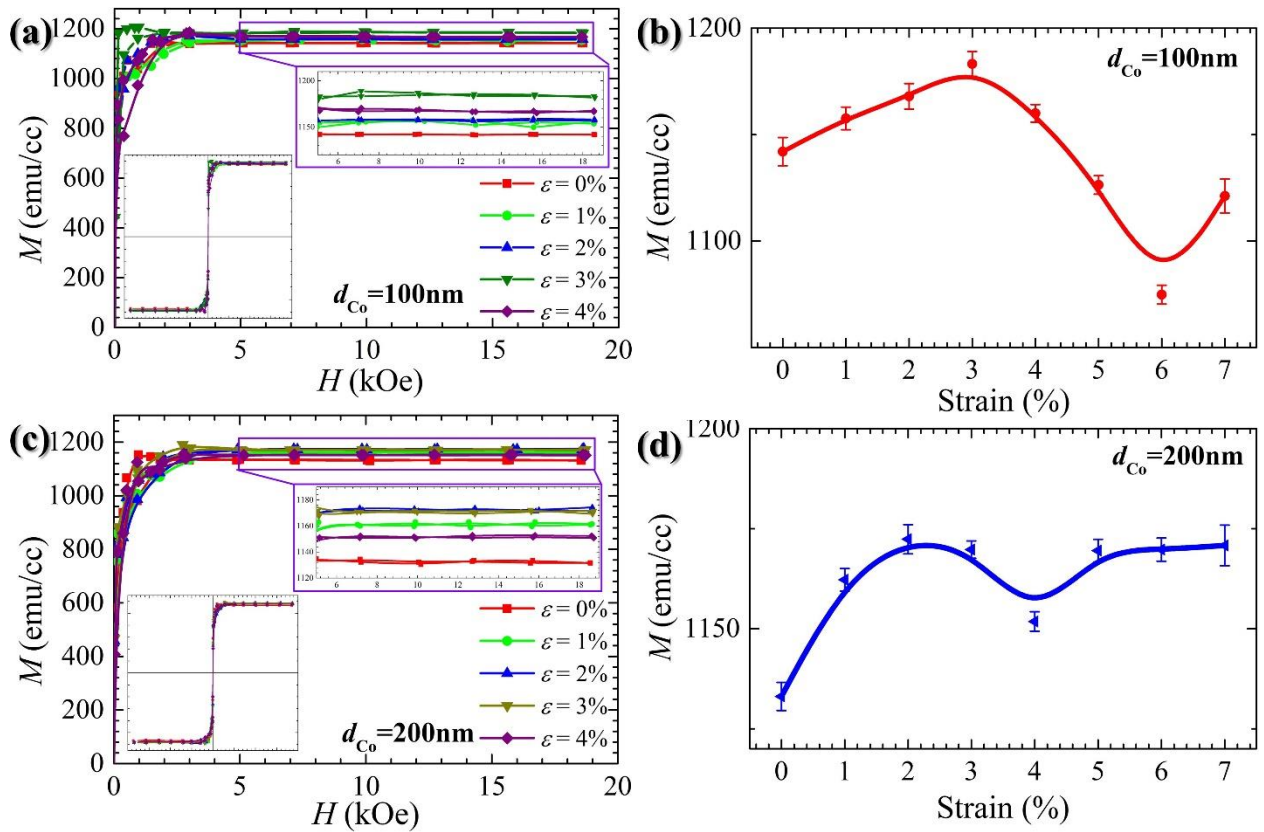 (a)
1200
1000
800
600
400
200
0
M (emu/cc)
1200
1150
6 8 10 12 14 16 18
ε = 0%
ε = 1%
ε = 2%
ε = 3%
ε = 4%
dCo=100nm
0 5 10 15 20
H (kOe)
(b)
dCo=100nm
1200
1100
M (emu/cc)
0 1 2 3 4 5 6 7
Strain (%)
(c)
1200
1000
800
600
400
200
0
M (emu/cc)
1180
1160
1140
1120
6 8 10 12 14 16 18
ε = 0%
ε = 1%
ε = 2%
ε = 3%
ε = 4%
dCo=200nm
0 5 10 15 20
H (kOe)
(d)
dCo=200nm
1200
1150
M (emu/cc)
0 1 2 3 4 5 6 7
Strain (%)